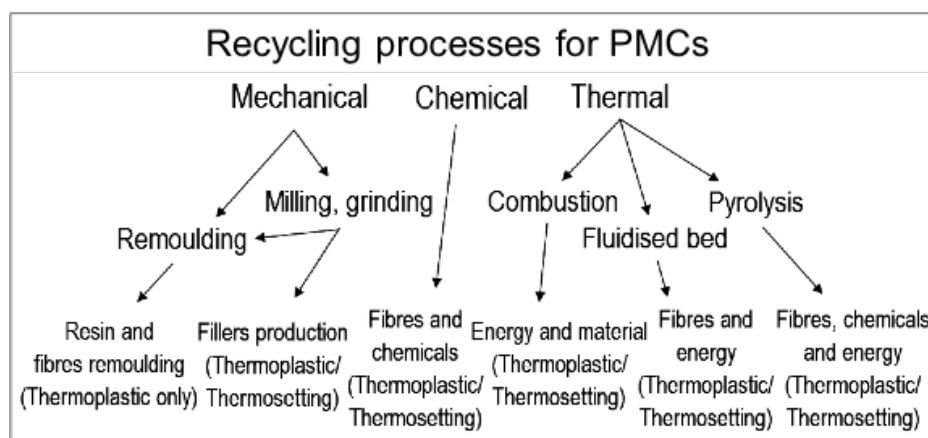 Recycling processes for PMCs
Mechanical
Chemical
Thermal
Milling, grinding
Remoulding
Combustion
Pyrolysis
Fluidised bed
Resin and
fibres remoulding
(Thermoplastic only)
Fillers production
(Thermoplastic/
Thermosetting)
Fibres and
chemicals
(Thermoplastic/
Thermosetting)
Energy and material
(Thermoplastic/
Thermosetting)
Fibres and
energy
(Thermoplastic/
Thermosetting)
Fibres, chemicals
and energy
(Thermoplastic/
Thermosetting)